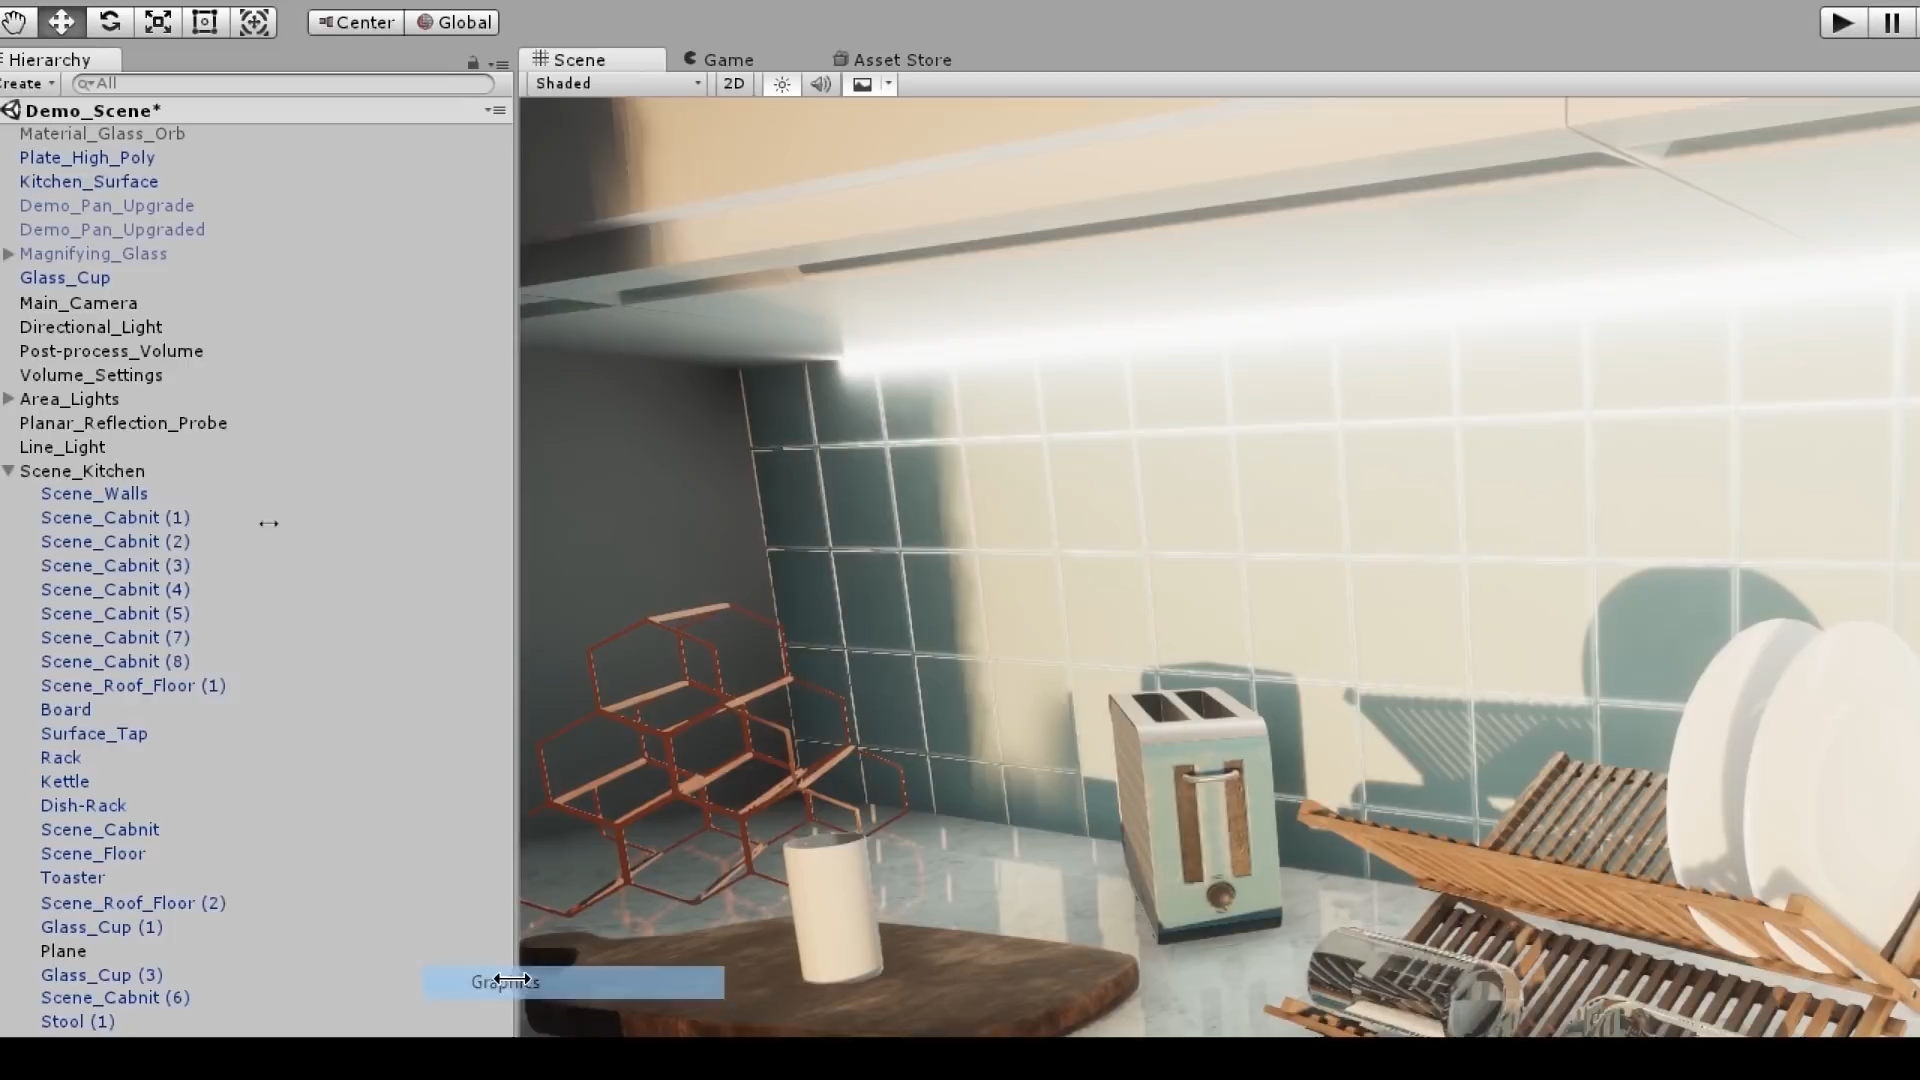 Center
Global
Hierarchy
Create
All
Scene
Game
Asset Store
Shaded
2D
Demo_Scene*
Material_Glass_Orb
Plate_High_Poly
Kitchen_Surface
Demo_Pan_Upgrade
Demo_Pan_Upgraded
Magnifying_Glass
Glass_Cup
Main_Camera
Directional_Light
Post-process_Volume
Volume_Settings
Area_Lights
Planar_Reflection_Probe
Line_Light
Scene_Kitchen
Scene_Walls
Scene_Cabnit (1)
Scene_Cabnit (2)
Scene_Cabnit (3)
Scene_Cabnit (4)
Scene_Cabnit (5)
Scene_Cabnit (7)
Scene_Cabnit (8)
Scene_Roof_Floor (1)
Board
Surface_Tap
Rack
Kettle
Dish-Rack
Scene_Cabnit
Scene_Floor
Toaster
Scene_Roof_Floor (2)
Glass_Cup (1)
Plane
Glass_Cup (3)
Scene_Cabnit (6)
Graphics
Stool (1)